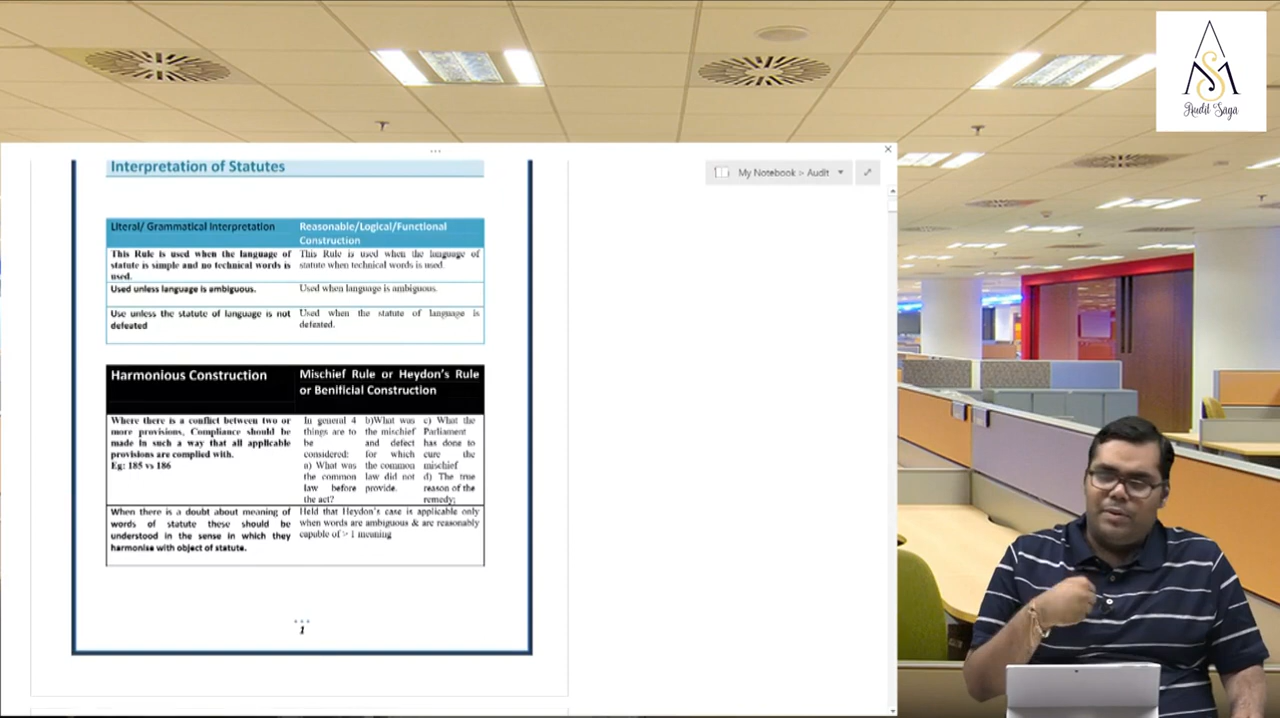 Audit Saga
My Notebook > Audit
Interpretation of Statutes
Literal/ Grammatical Interpretation
Reasonable/Logical/Functional
Construction
This Rule is used when the language of
statute is simple and no technical words is
used.
This Rule is used when the language of
statute when technical words is used.
Used unless language is ambiguous.
Used when language is ambiguous.
Use unless the statute of language is not
defeated
Used when the statute of language is
defeated.
Harmonious Construction
Mischief Rule or Heydon's Rule
or Benificial Construction
Where there is a conflict between two or
more provisions, Compliance should be
made in such a way that all applicable
provisions are complied with.
Eg: 185 vs 186
In general 4
things are to
be
considered:
a) What was
the common
law before
the act?
b)What was
the mischief
and defect
for which
the common
law did not
provide.
c) What the
Parliament
has done to
cure the
mischief
d) The true
reason of the
remedy;
When there is a doubt about meaning of
words of statute these should be
understood in the sense in which they
harmonise with object of statute.
Held that Heydon's case is applicable only
when words are ambiguous & are reasonably
capable of > 1 meaning
1